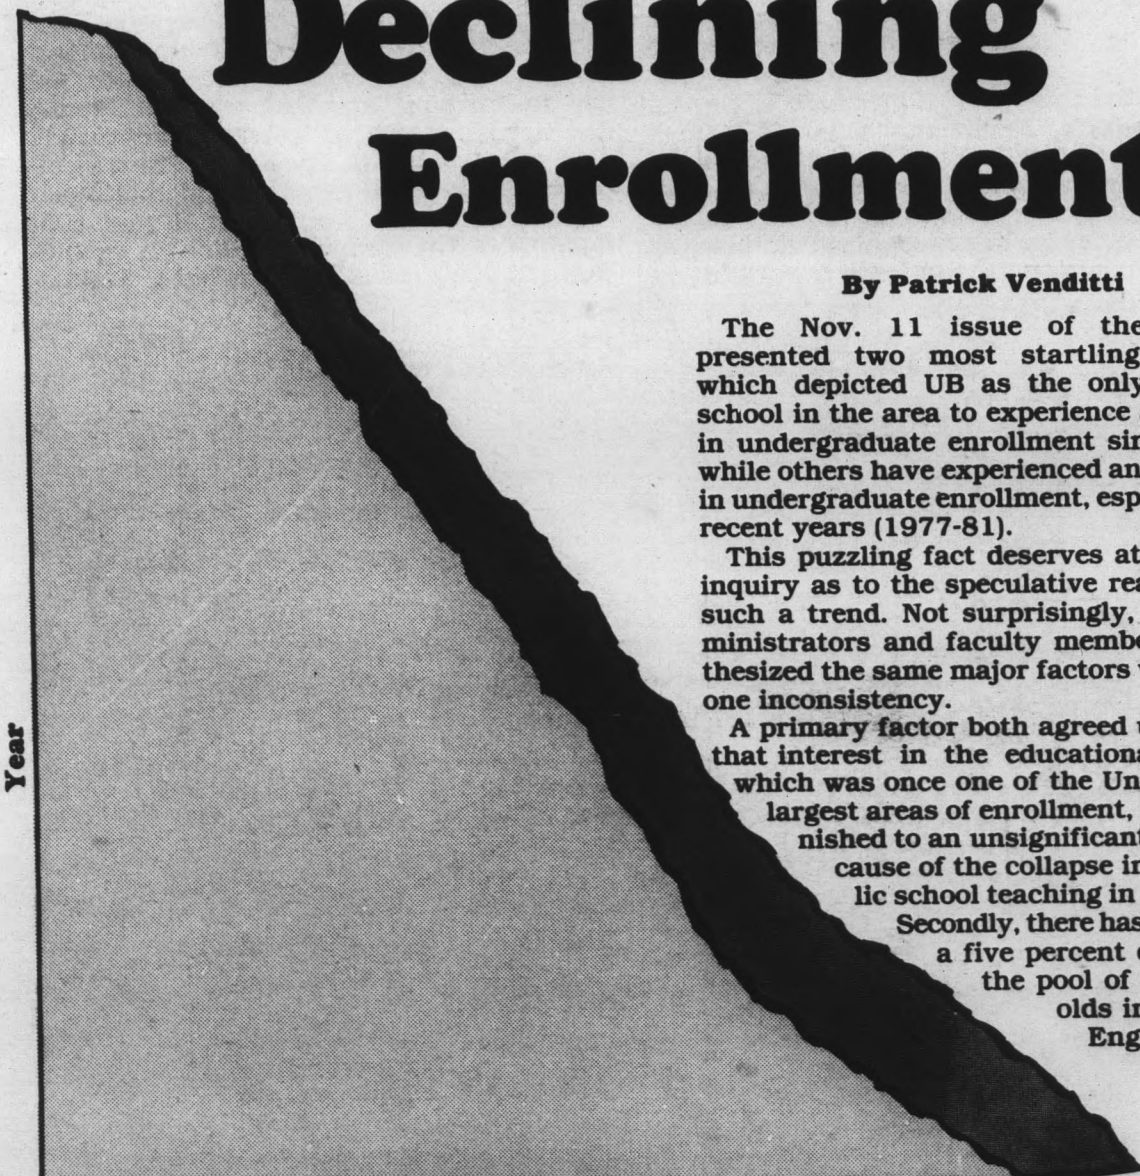 Declining
Enrollment
By Patrick Venditti
The Nov. 11 issue of the
presented two most startling
which depicted UB as the only
school in the area to experience
in undergraduate enrollment sin
while others have experienced an
in undergraduate enrollment, esp
recent years (1977-81).
This puzzling fact deserves at
inquiry as to the speculative rea
such a trend. Not surprisingly,
ministrators and faculty membe
thesized the same major factors
one inconsistency.
A primary factor both agreed
that interest in the educationa
which was once one of the Un
largest areas of enrollment,
nished to an unsignificant
cause of the collapse in
lic school teaching in
Secondly, there has
a five percent
the pool of
olds in
Eng
Year